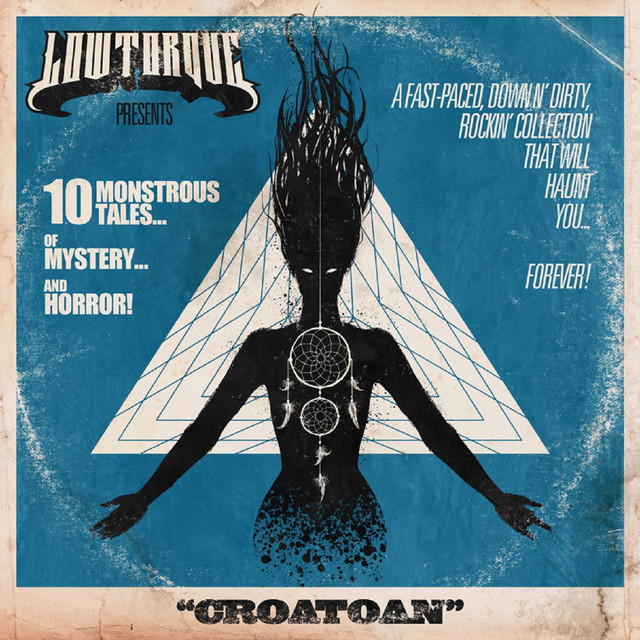 LOWTORQUE
PRESENTS
10 MONSTROUS
TALES...
OF
MYSTERY...
AND
HORROR!
A FAST-PACED, DOWN N' DIRTY,
ROCKIN' COLLECTION
THAT WILL
HAUNT
YOU...
FOREVER!
"CROATOAN"